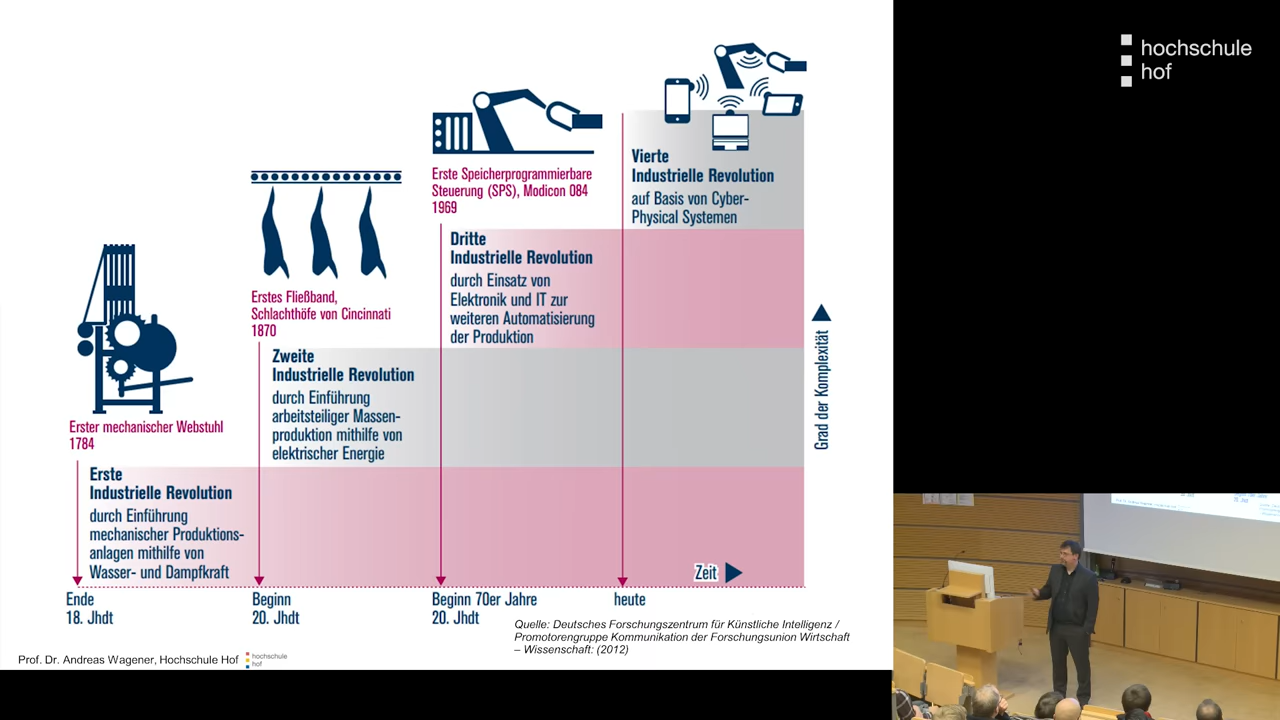 hochschule
hof
Vierte
Industrielle Revolution
auf Basis von Cyber-
Physical Systemen
Erste Speicherprogrammierbare
Steuerung (SPS), Modicon 084
1969
Dritte
Industrielle Revolution
durch Einsatz von
Elektronik und IT zur
weiteren Automatisierung
der Produktion
Erstes Fließband,
Schlachthöfe von Cincinnati
1870
Zweite
Industrielle Revolution
durch Einführung
arbeitsteiliger Massen-
produktion mithilfe von
elektrischer Energie
Erster mechanischer Webstuhl
1784
Erste
Industrielle Revolution
durch Einführung
mechanischer Produktions-
anlagen mithilfe von
Wasser- und Dampfkraft
Grad der Komplexität
Zeit
Ende
18. Jhdt
Beginn
20. Jhdt
Beginn 70er Jahre
20. Jhdt
heute
Quelle: Deutsches Forschungszentrum für Künstliche Intelligenz /
Promotorengruppe Kommunikation der Forschungsunion Wirtschaft
– Wissenschaft: (2012)
Prof. Dr. Andreas Wagener, Hochschule Hof
hochschule
hof